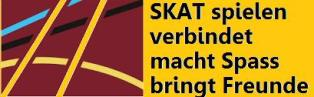 SKAT spielen
verbindet
macht Spass
bringt Freunde